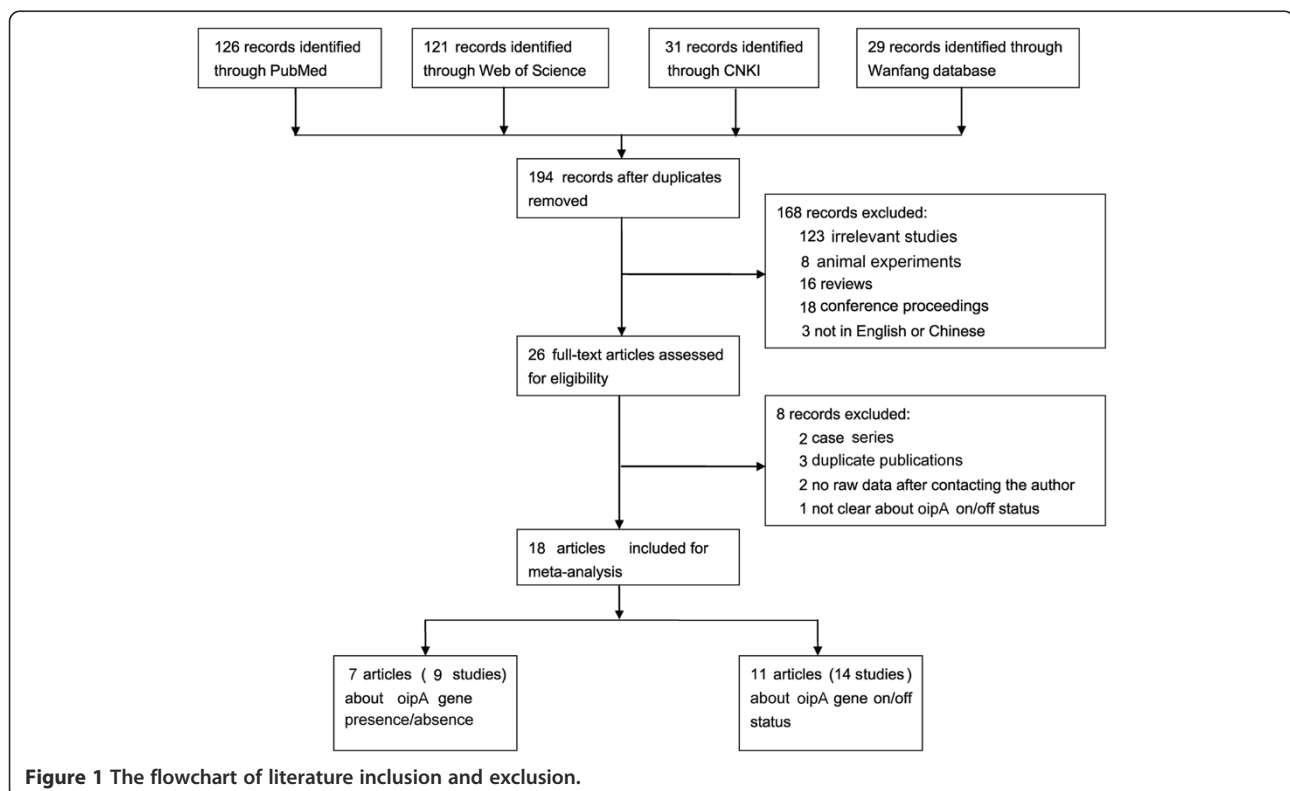 126 records identified
through PubMed
121 records identified
through Web of Science
31 records identified
through CNKI
29 records identified through
Wanfang database
194 records after duplicates
removed
168 records excluded:
123 irrelevant studies
8 animal experiments
16 reviews
18 conference proceedings
3 not in English or Chinese
26 full-text articles assessed
for eligibility
8 records excluded:
2 case series
3 duplicate publications
2 no raw data after contacting the author
1 not clear about oipA on/off status
18 articles included for
meta-analysis
7 articles ( 9 studies)
about oipA gene
presence/absence
11 articles (14 studies )
about oipA gene on/off
status
Figure 1 The flowchart of literature inclusion and exclusion.